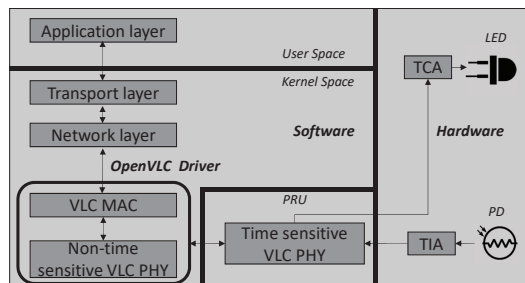 Application layer
User Space
LED
TCA
Kernel Space
Transport layer
Network layer
Software
Hardware
OpenVLC Driver
PRU
VLC MAC
PD
Time sensitive
VLC PHY
TIA
Non-time
sensitive VLC PHY